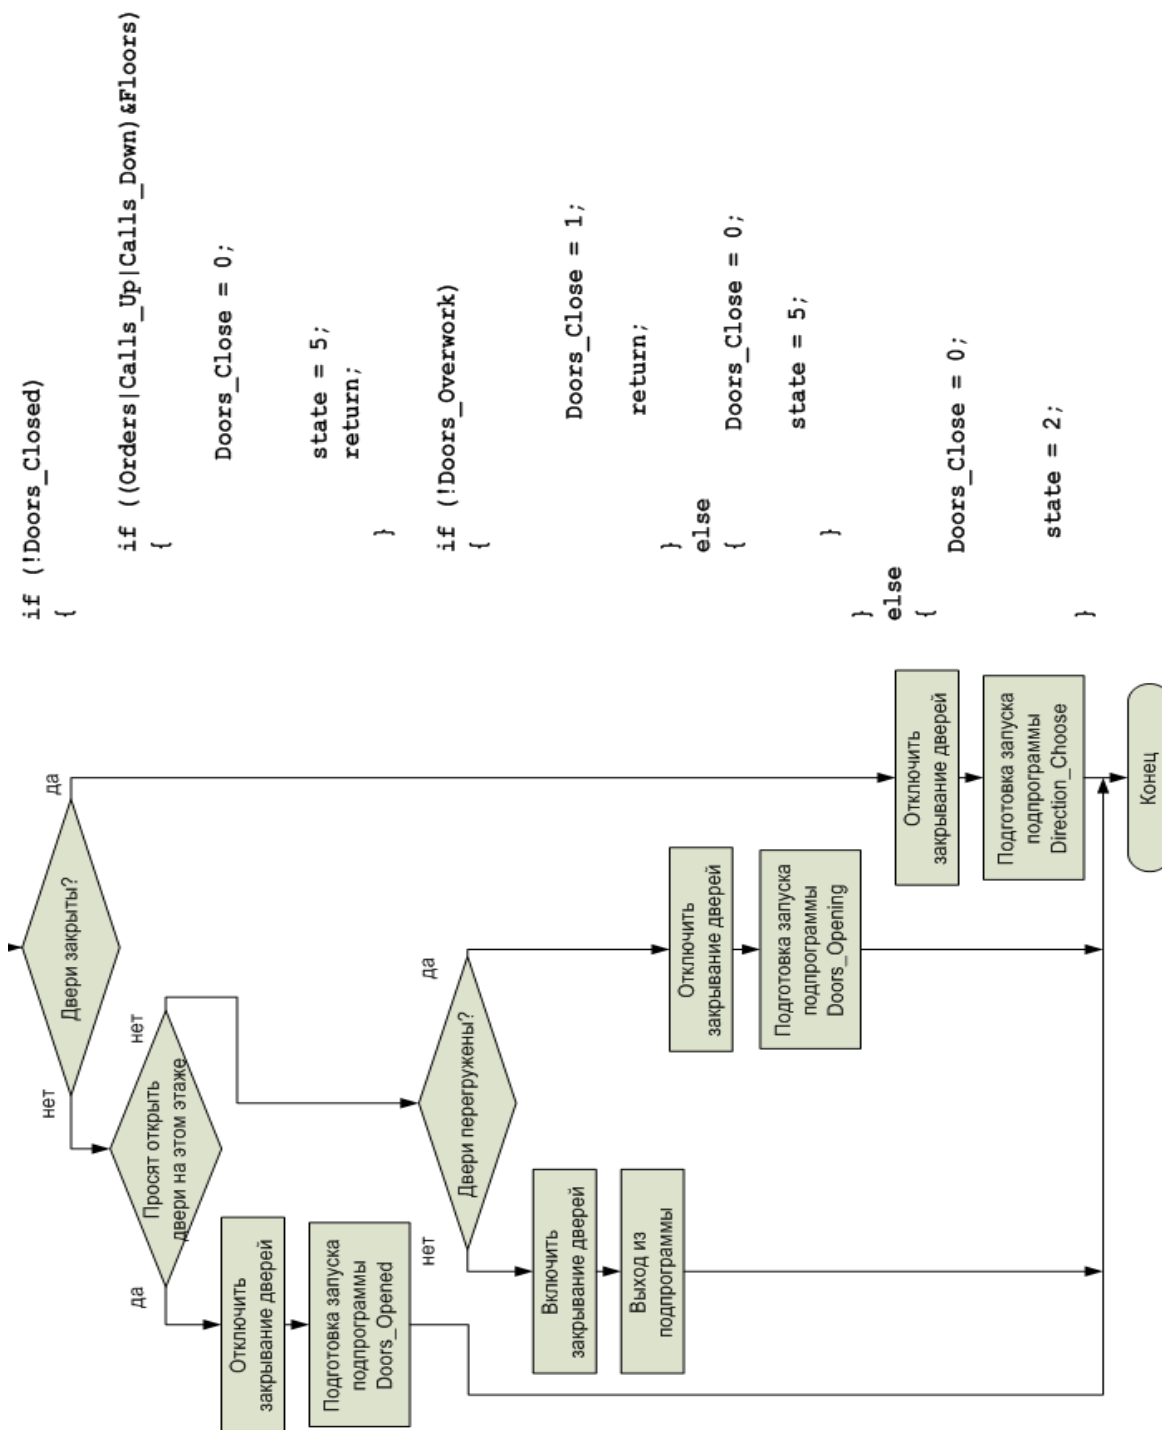 if (!Doors_Closed)
{
if ((Orders|Calls_Up|Calls_Down)&Floors)
{
Doors_Close = 0;
state = 5;
return;
}
if (!Doors_Overwork)
{
Doors_Close = 1;
return;
}
else
{
Doors_Close = 0;
state = 5;
}
}
else
{
Doors_Close = 0;
state = 2;
}
Двери закрыты?
да
нет
Просят открыть
двери на этом этаже
нет
да
Отключить
закрывание дверей
Подготовка запуска
подпрограммы
Doors_Opened
Двери перегружены?
да
нет
Включить
закрывание дверей
Выход из
подпрограммы
Отключить
закрывание дверей
Подготовка запуска
подпрограммы
Doors_Opening
Отключить
закрывание дверей
Подготовка запуска
подпрограммы
Direction_Choose
Конец